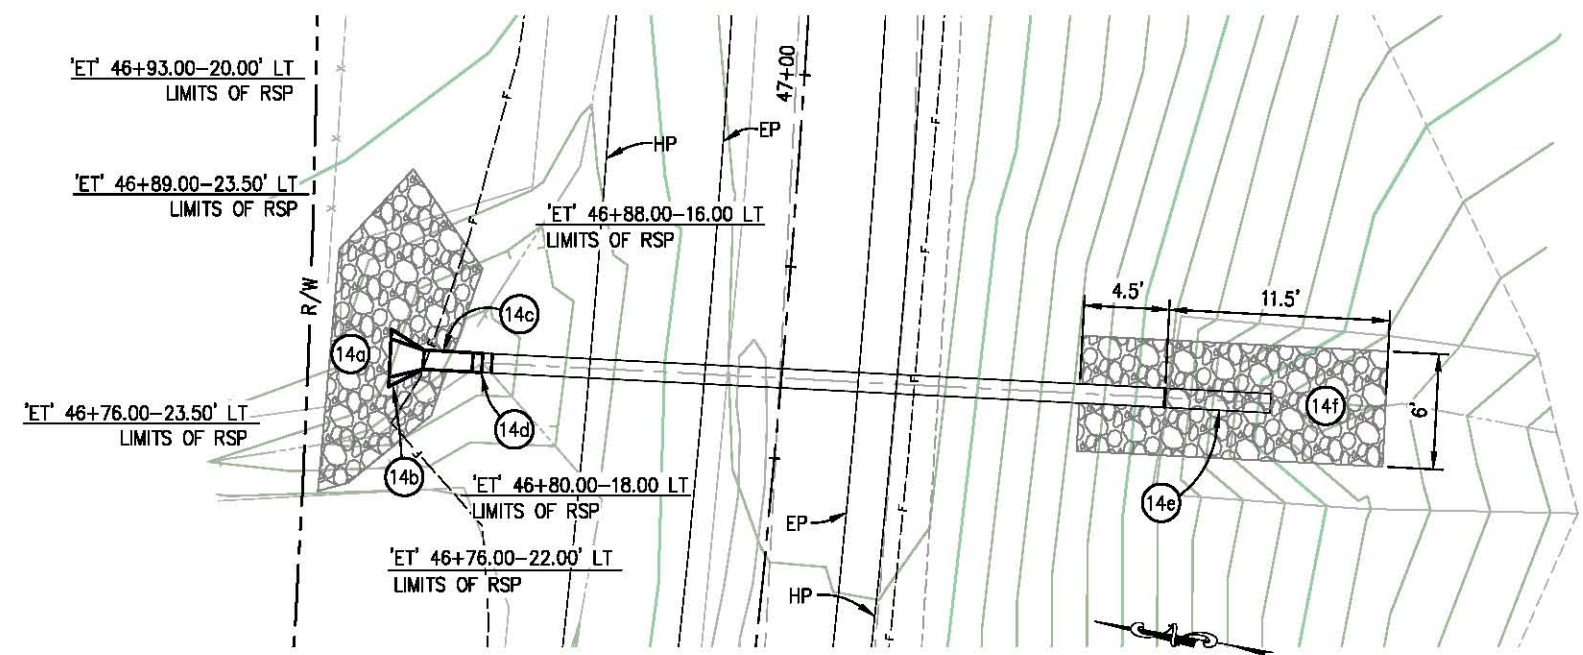 'ET' 46+93.00-20.00' LT
LIMITS OF RSP
'ET' 46+89.00-23.50' LT
LIMITS OF RSP
'ET' 46+88.00-16.00 LT
LIMITS OF RSP
HP
EP
47+00
R/W
F
F
F
F
F
F
F
F
F
F
14a
14c
14d
14b
4.5'
11.5'
6'
14f
14e
'ET' 46+76.00-23.50' LT
LIMITS OF RSP
'ET' 46+80.00-18.00 LT
LIMITS OF RSP
'ET' 46+76.00-22.00' LT
LIMITS OF RSP
EP
HP